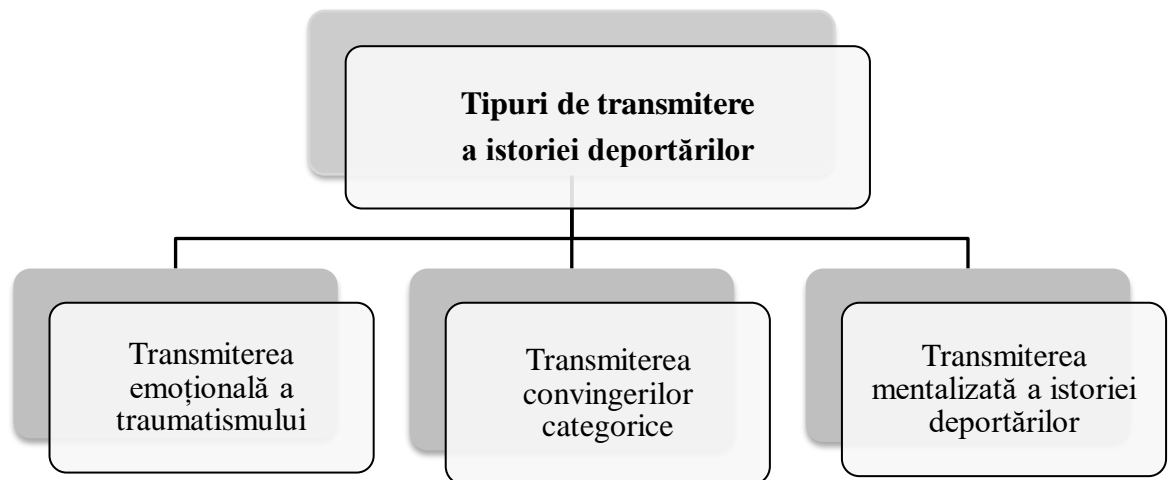 Tipuri de transmitere
a istoriei deportărilor
Transmiterea
emoțională a
traumatismului
Transmiterea
convingerilor
categorice
Transmiterea
mentalizată a istoriei
deportărilor